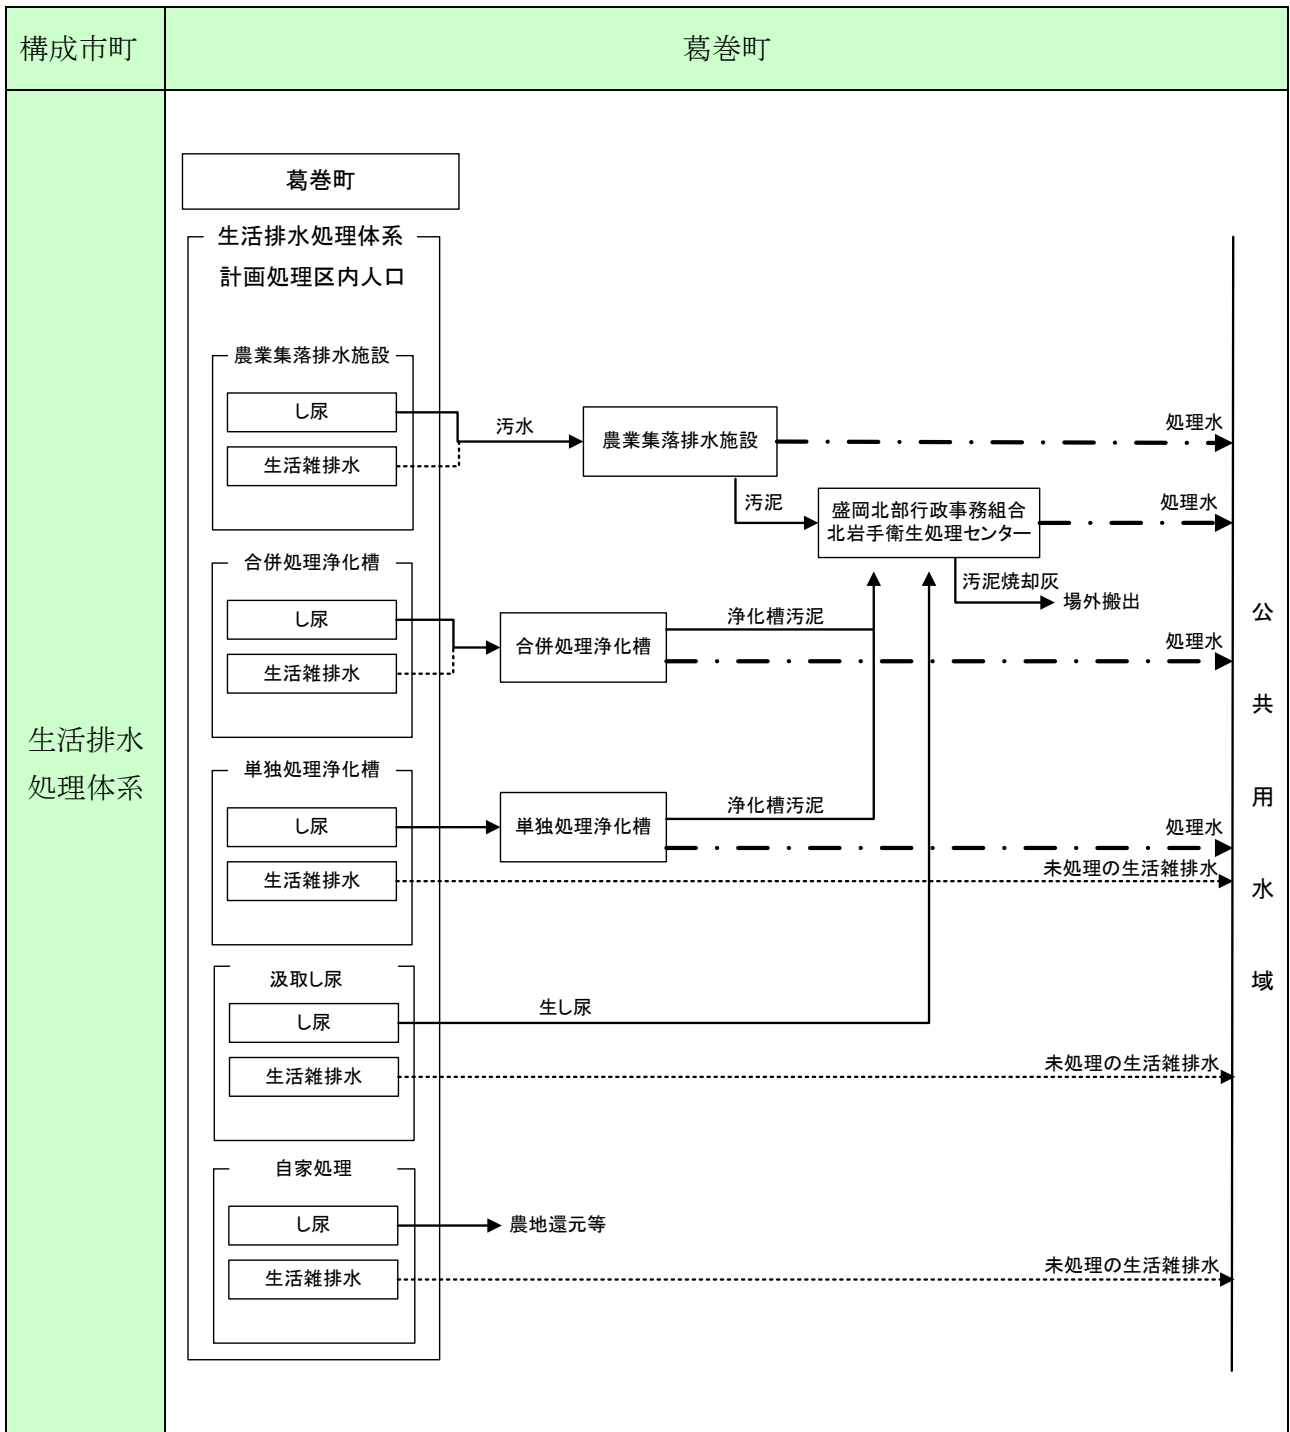 構成市町
葛巻町
生活排水
処理体系
葛巻町
生活排水処理体系
計画処理区内人口
農業集落排水施設
し尿
生活雑排水
汚水
農業集落排水施設
処理水
汚泥
盛岡北部行政事務組合
北岩手衛生処理センター
処理水
汚泥焼却灰
場外搬出
合併処理浄化槽
し尿
生活雑排水
合併処理浄化槽
浄化槽汚泥
処理水
単独処理浄化槽
し尿
生活雑排水
単独処理浄化槽
浄化槽汚泥
処理水
未処理の生活雑排水
汲取し尿
し尿
生活雑排水
生し尿
未処理の生活雑排水
自家処理
し尿
生活雑排水
農地還元等
未処理の生活雑排水
公共用水域